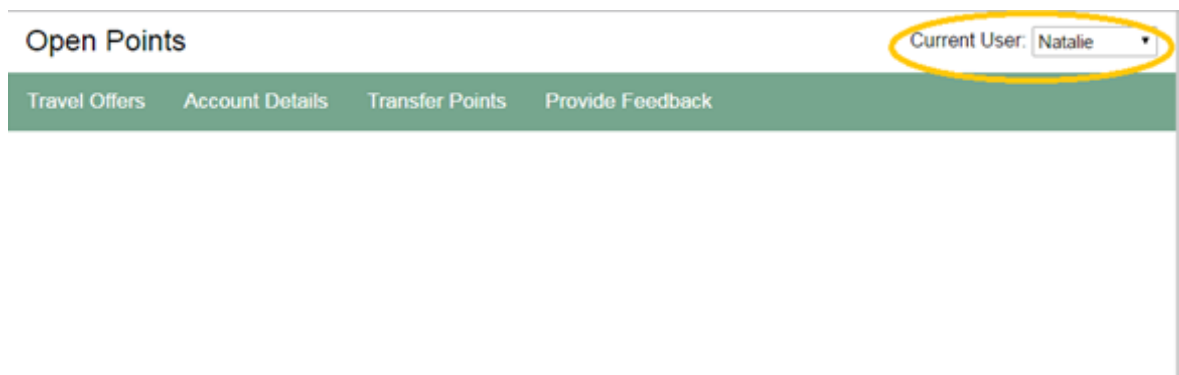 Open Points
Current User: Natalie
Travel Offers Account Details Transfer Points Provide Feedback